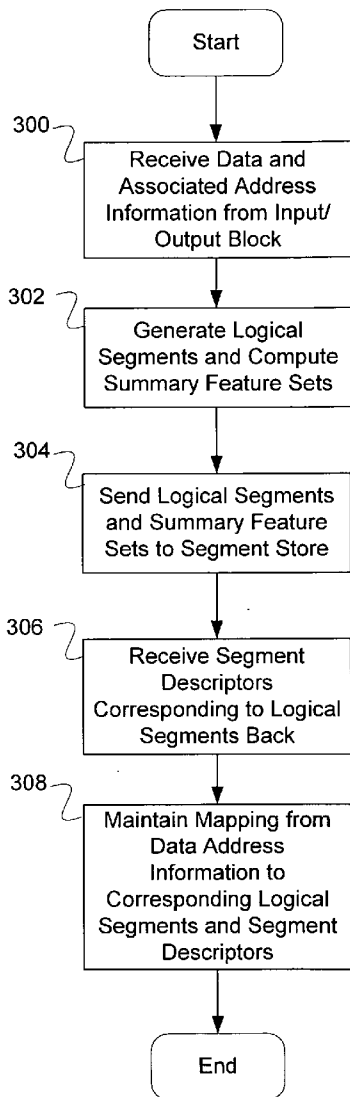 Start
300
Receive Data and
Associated Address
Information from Input/
Output Block
302
Generate Logical
Segments and Compute
Summary Feature Sets
304
Send Logical Segments
and Summary Feature
Sets to Segment Store
306
Receive Segment
Descriptors
Corresponding to Logical
Segments Back
308
Maintain Mapping from
Data Address
Information to
Corresponding Logical
Segments and Segment
Descriptors
End